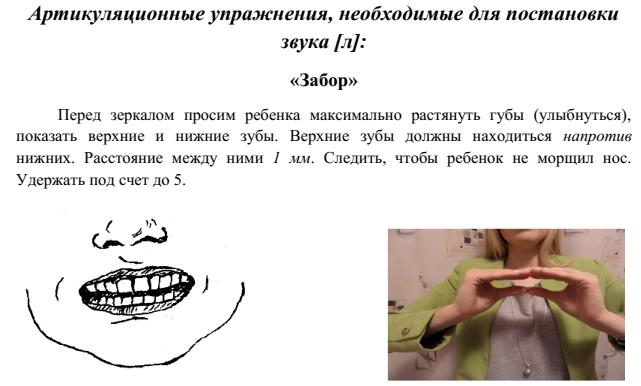 Артикуляционные упражнения, необходимые для постановки
звука [л]:
«Забор»
Перед зеркалом просим ребенка максимально растянуть губы (улыбнуться),
показать верхние и нижние зубы. Верхние зубы должны находиться напротив
нижних. Расстояние между ними 1 мм. Следить, чтобы ребенок не морщил нос.
Удержать под счет до 5.